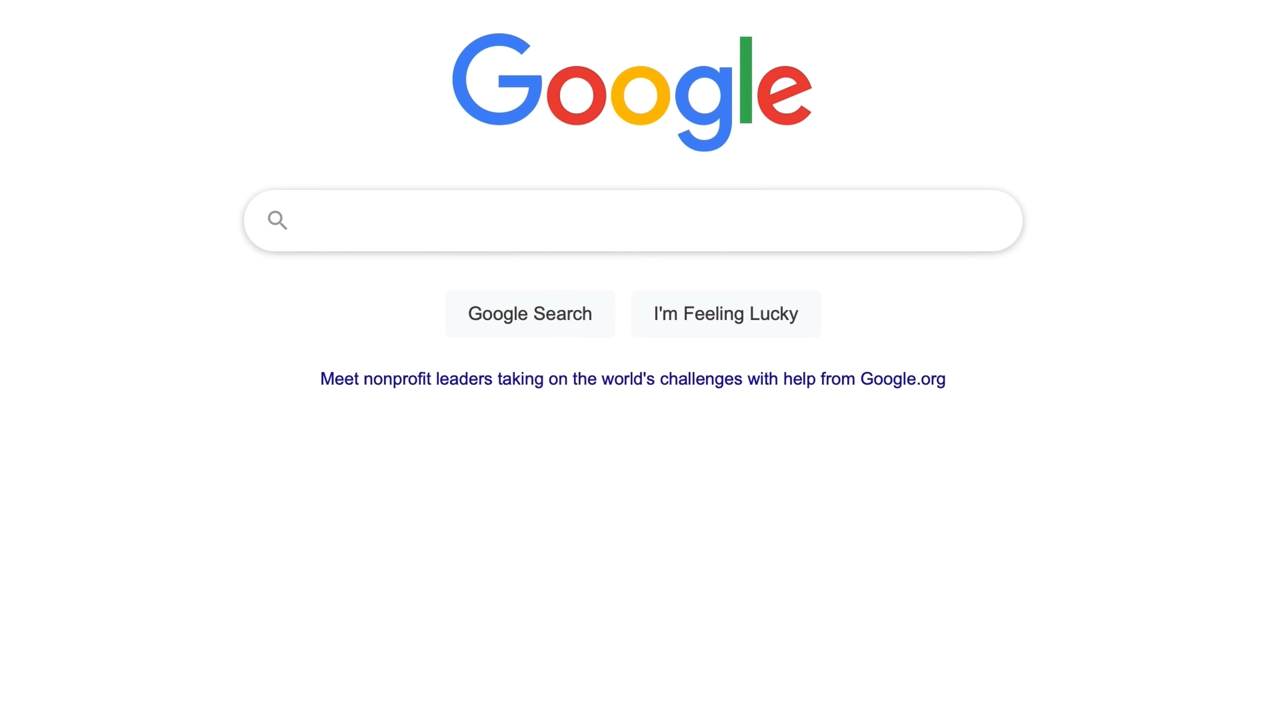 Google
Google Search
I'm Feeling Lucky
Meet nonprofit leaders taking on the world's challenges with help from Google.org